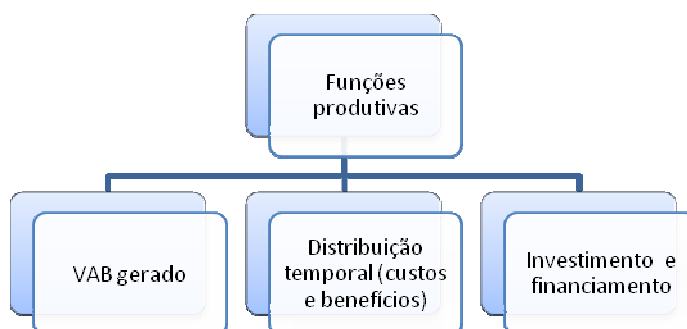 Funções
produtivas
VAB gerado
Distribuição
temporal (custos
e benefícios)
Investimento e
financiamento